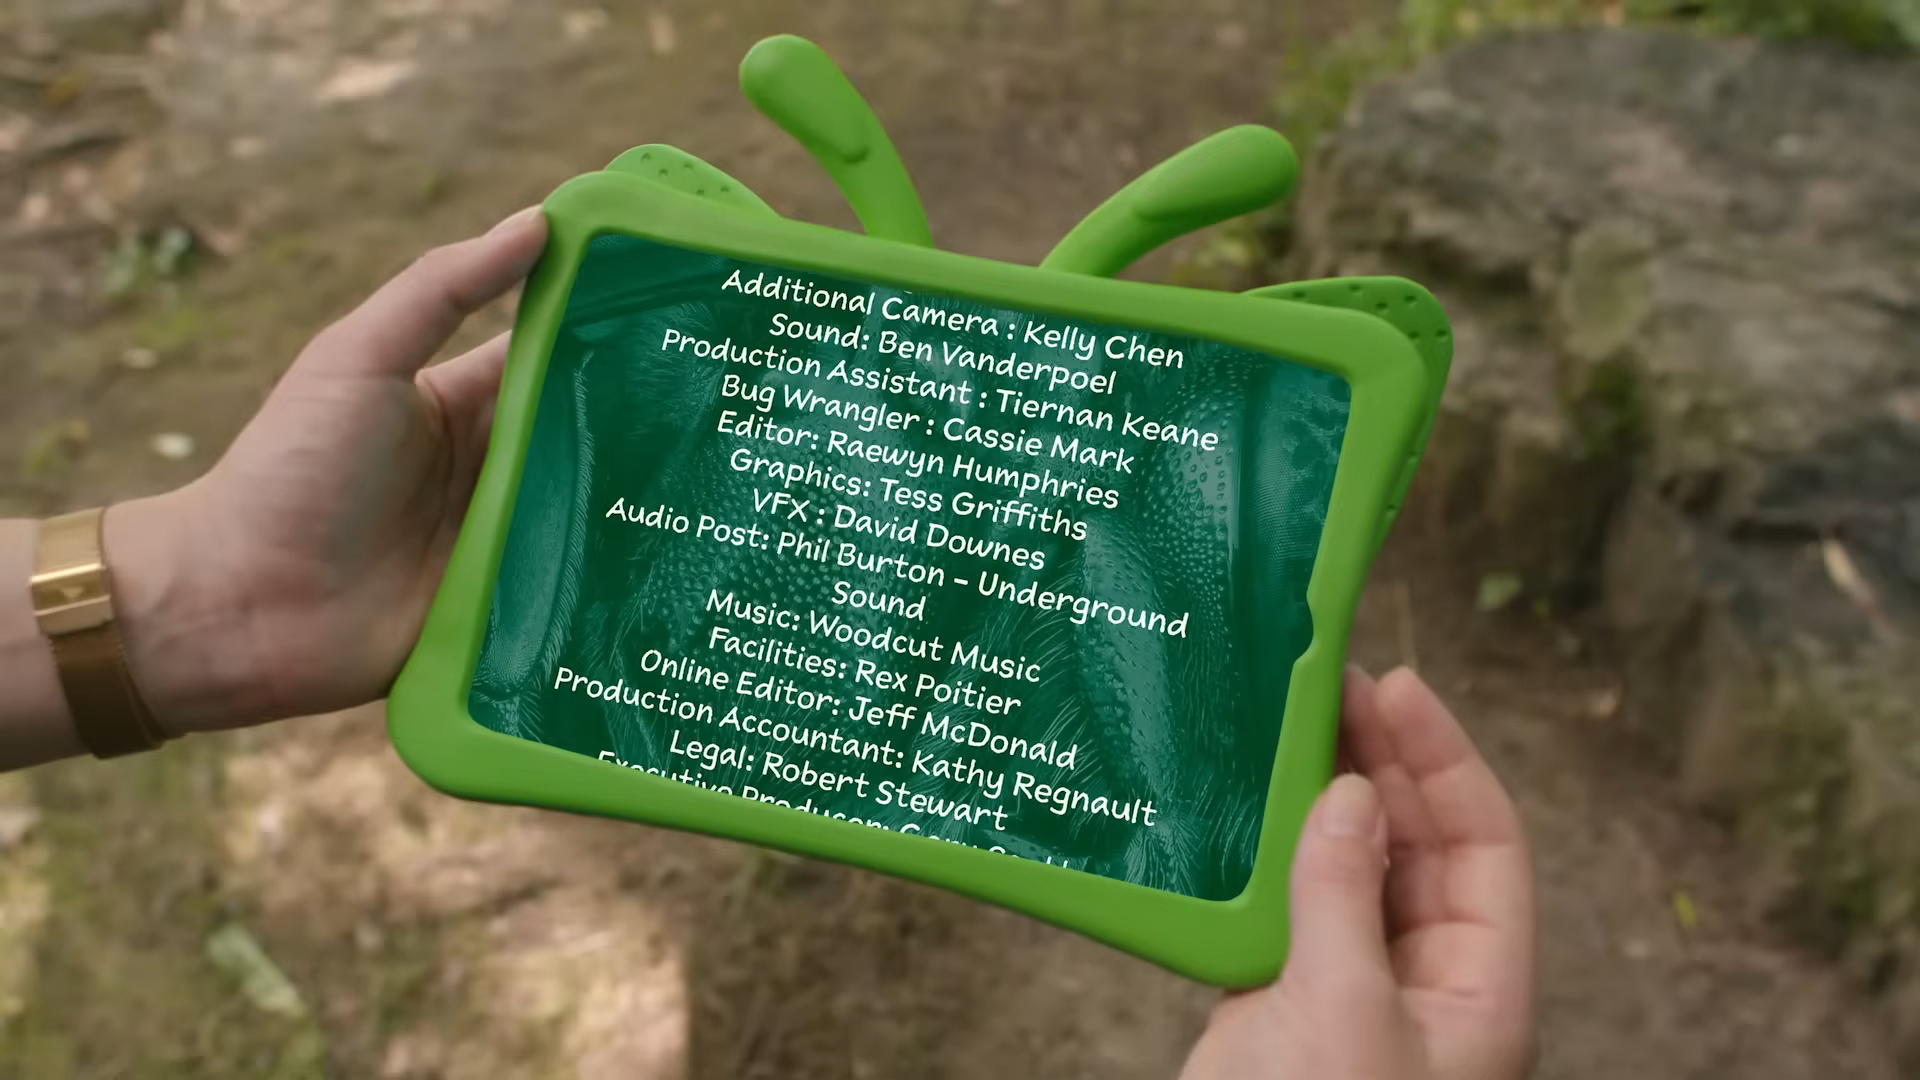 Additional Camera : Kelly Chen
Sound: Ben Vanderpoel
Production Assistant : Tiernan Keane
Bug Wrangler : Cassie Mark
Editor: Raewyn Humphries
Graphics: Tess Griffiths
VFX : David Downes
Audio Post: Phil Burton – Underground
Sound
Music: Woodcut Music
Facilities: Rex Poitier
Online Editor: Jeff McDonald
Production Accountant: Kathy Regnault
Legal: Robert Stewart
Executive Producer: